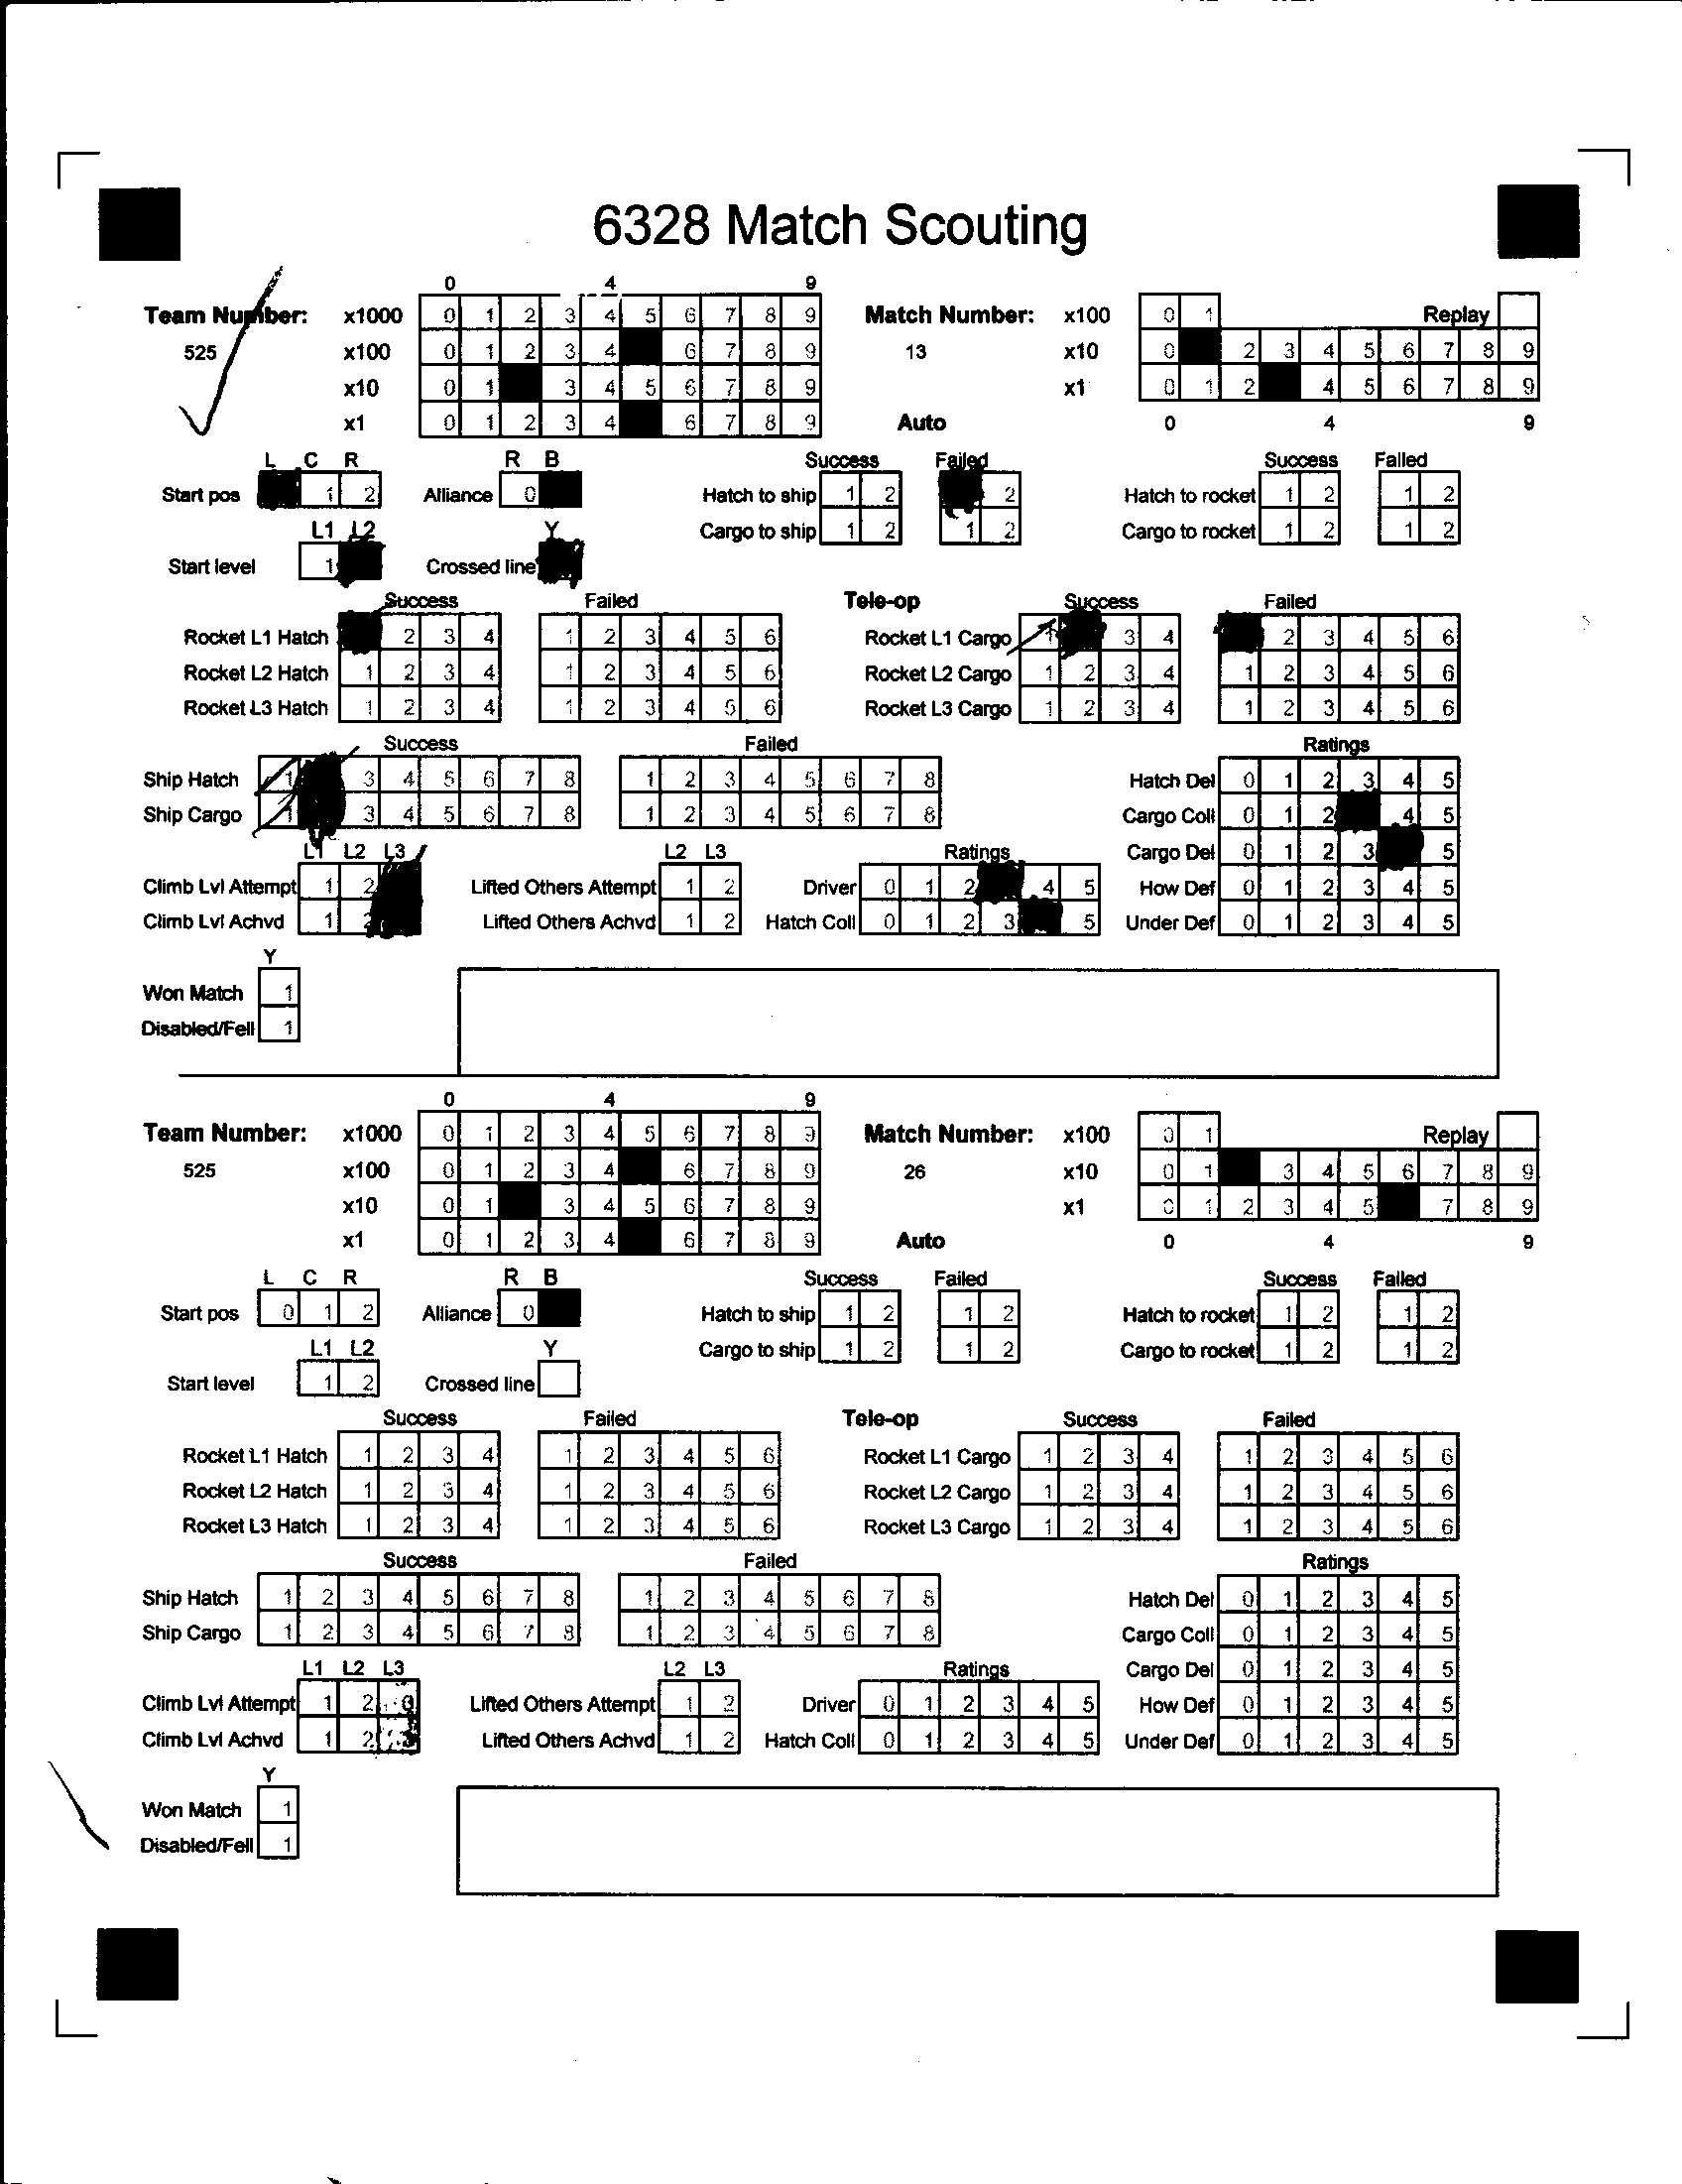 6328 Match Scouting
0 4 9
Team Number: x1000 0 1 2 3 4 5 6 7 8 9 Match Number: x100 0 1 Replay
525 x100 0 1 2 3 4 6 7 8 9 13 x10 0 2 3 4 5 6 7 8 9
x10 0 1 3 4 5 6 7 8 9 x1 0 1 2 4 5 6 7 8 9
x1 0 1 2 3 4 6 7 8 9 Auto 0 4 9
L C R R B Success Failed Success Failed
Start pos 1 2 Alliance 0 Hatch to ship 1 2 2 Hatch to rocket 1 2 1 2
L1 L2 Y Cargo to ship 1 2 1 2 Cargo to rocket 1 2 1 2
Start level 1 Crossed line
Success Failed Tele-op Success Failed
Rocket L1 Hatch 2 3 4 1 2 3 4 5 6 Rocket L1 Cargo 1 3 4 2 3 4 5 6
Rocket L2 Hatch 1 2 3 4 1 2 3 4 5 6 Rocket L2 Cargo 1 2 3 4 1 2 3 4 5 6
Rocket L3 Hatch 1 2 3 4 1 2 3 4 5 6 Rocket L3 Cargo 1 2 3 4 1 2 3 4 5 6
Success Failed Ratings
Ship Hatch 1 3 4 5 6 7 8 1 2 3 4 5 6 7 8 Hatch Del 0 1 2 3 4 5
Ship Cargo 1 3 4 5 6 7 8 1 2 3 4 5 6 7 8 Cargo Coll 0 1 2 4 5
L1 L2 L3 L2 L3 Ratings Cargo Del 0 1 2 3 5
Climb Lvl Attempt 1 2 Lifted Others Attempt 1 2 Driver 0 1 2 4 5 How Def 0 1 2 3 4 5
Climb Lvl Achvd 1 2 Lifted Others Achvd 1 2 Hatch Coll 0 1 2 3 5 Under Def 0 1 2 3 4 5
Y
Won Match 1
Disabled/Fell 1
0 4 9
Team Number: x1000 0 1 2 3 4 5 6 7 8 9 Match Number: x100 0 1 Replay
525 x100 0 1 2 3 4 6 7 8 9 26 x10 0 1 3 4 5 6 7 8 9
x10 0 1 3 4 5 6 7 8 9 x1 0 1 2 3 4 5 7 8 9
x1 0 1 2 3 4 6 7 8 9 Auto 0 4 9
L C R R B Success Failed Success Failed
Start pos 0 1 2 Alliance 0 Hatch to ship 1 2 1 2 Hatch to rocket 1 2 1 2
L1 L2 Y Cargo to ship 1 2 1 2 Cargo to rocket 1 2 1 2
Start level 1 2 Crossed line
Success Failed Tele-op Success Failed
Rocket L1 Hatch 1 2 3 4 1 2 3 4 5 6 Rocket L1 Cargo 1 2 3 4 1 2 3 4 5 6
Rocket L2 Hatch 1 2 3 4 1 2 3 4 5 6 Rocket L2 Cargo 1 2 3 4 1 2 3 4 5 6
Rocket L3 Hatch 1 2 3 4 1 2 3 4 5 6 Rocket L3 Cargo 1 2 3 4 1 2 3 4 5 6
Success Failed Ratings
Ship Hatch 1 2 3 4 5 6 7 8 1 2 3 4 5 6 7 8 Hatch Del 0 1 2 3 4 5
Ship Cargo 1 2 3 4 5 6 7 8 1 2 3 4 5 6 7 8 Cargo Coll 0 1 2 3 4 5
L1 L2 L3 L2 L3 Ratings Cargo Del 0 1 2 3 4 5
Climb Lvl Attempt 1 2 3 Lifted Others Attempt 1 2 Driver 0 1 2 3 4 5 How Def 0 1 2 3 4 5
Climb Lvl Achvd 1 2 3 Lifted Others Achvd 1 2 Hatch Coll 0 1 2 3 4 5 Under Def 0 1 2 3 4 5
Y
Won Match 1
Disabled/Fell 1